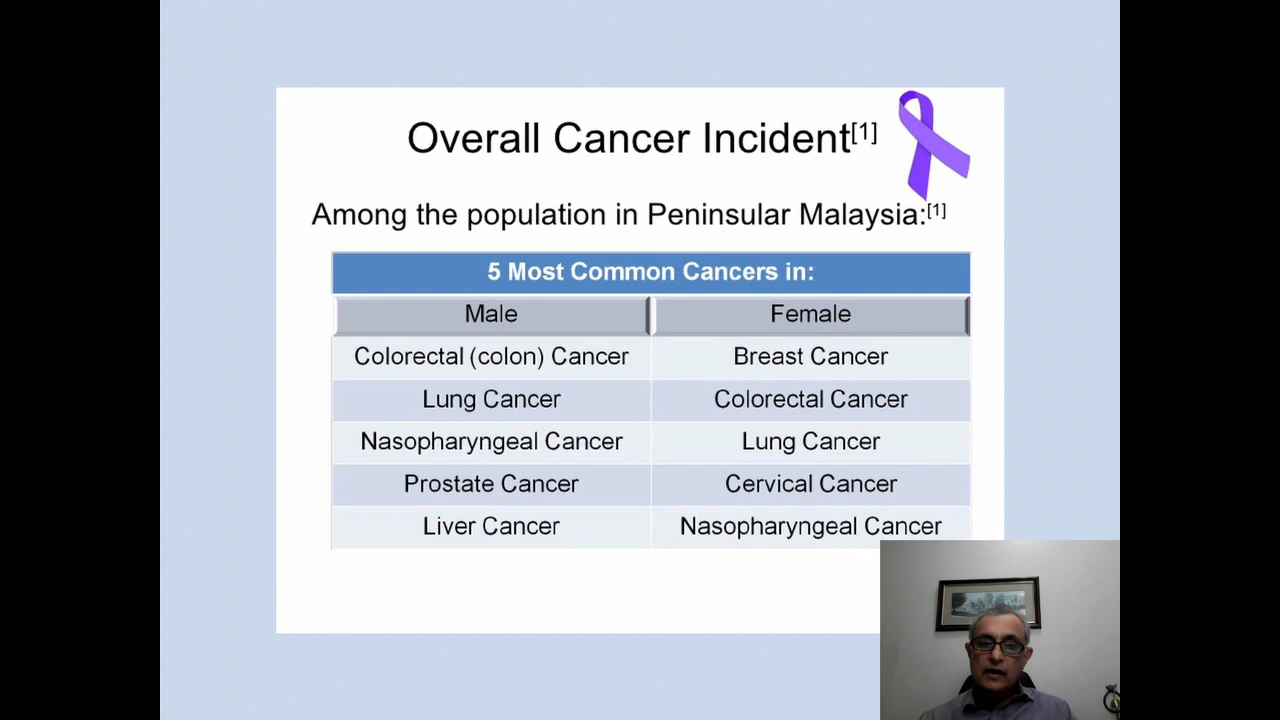 Overall Cancer Incident[1]
Among the population in Peninsular Malaysia:[1]
5 Most Common Cancers in:
Male Female
Colorectal (colon) Cancer Breast Cancer
Lung Cancer Colorectal Cancer
Nasopharyngeal Cancer Lung Cancer
Prostate Cancer Cervical Cancer
Liver Cancer Nasopharyngeal Cancer